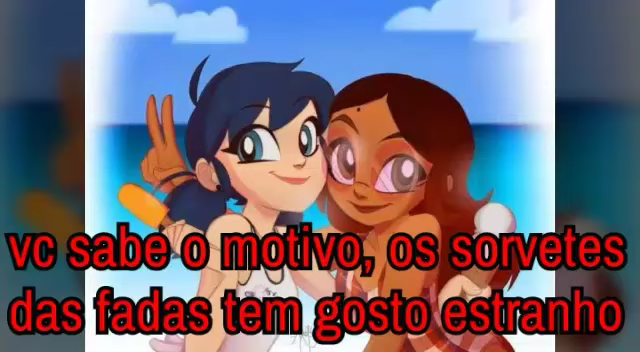 vc sabe o motivo, os sorvetes
das fadas tem gosto estranho